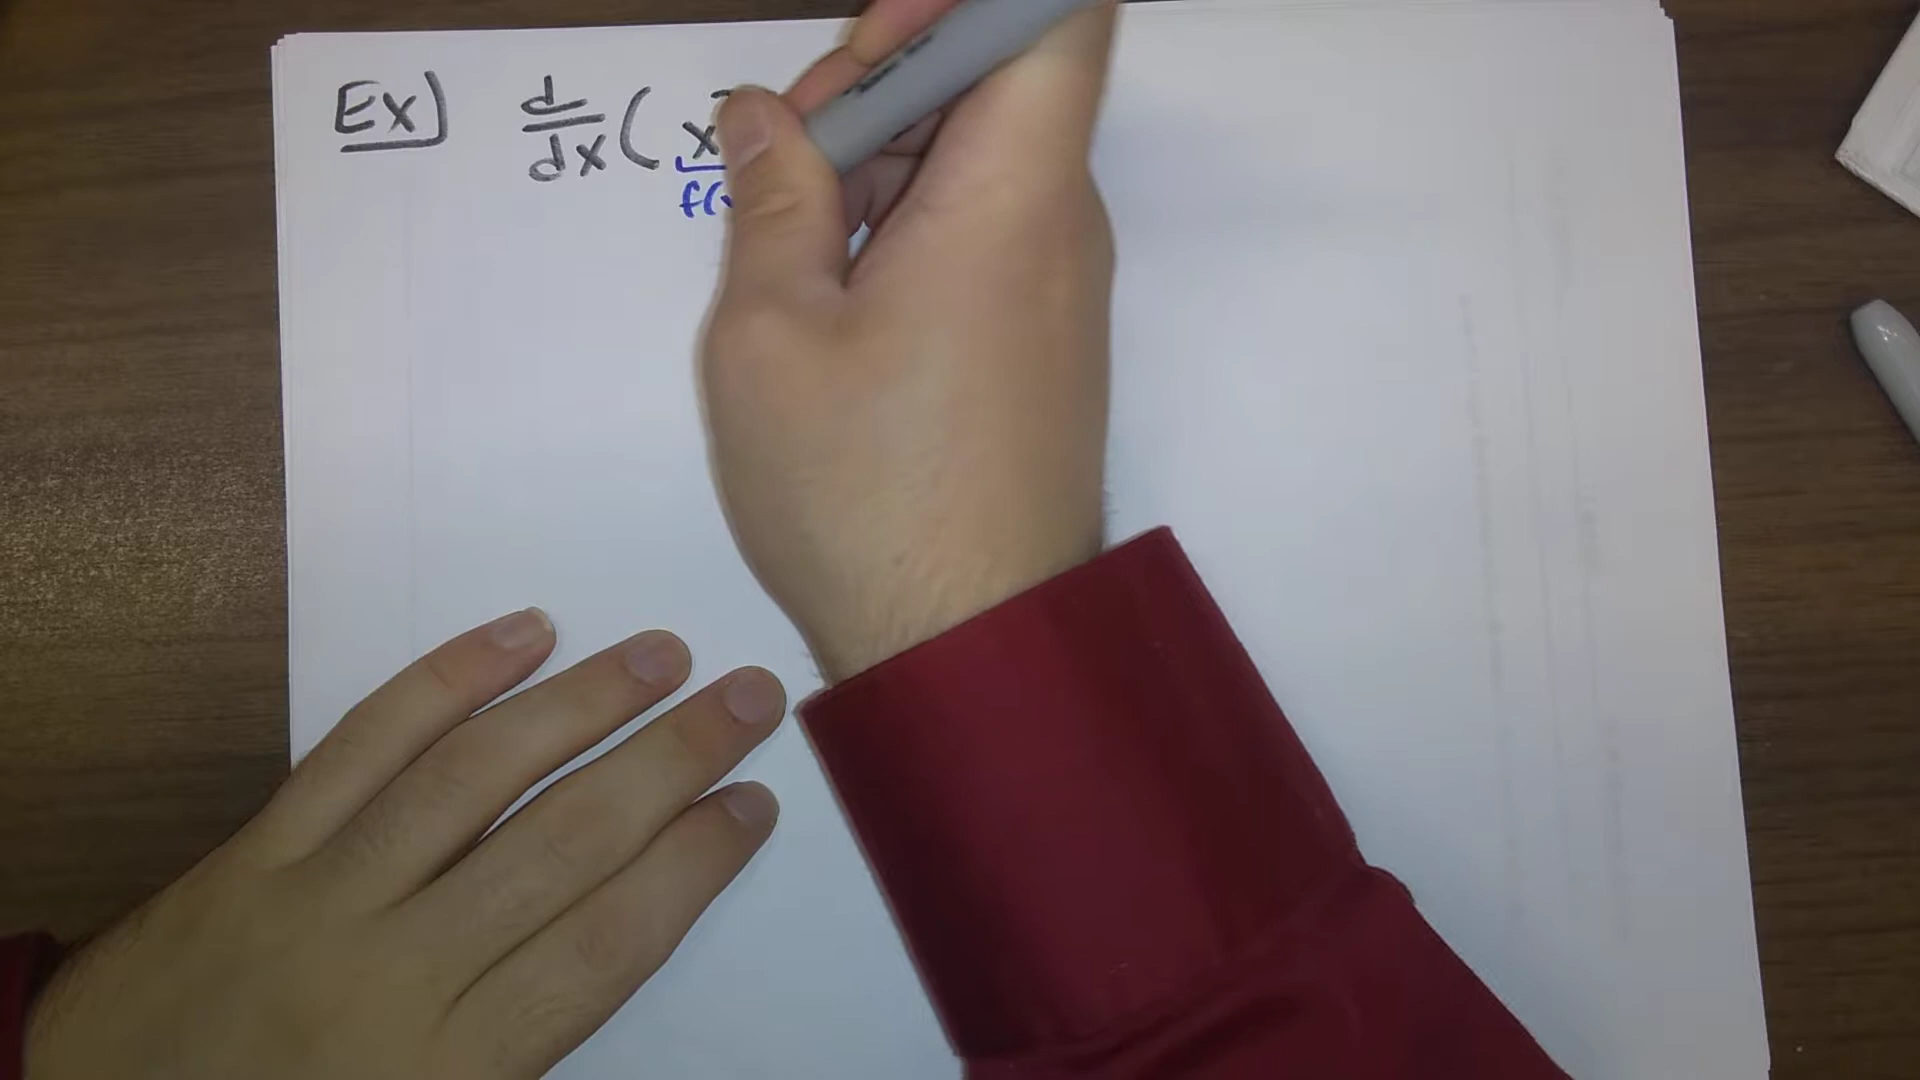 Ex) d/dx ( x
f(